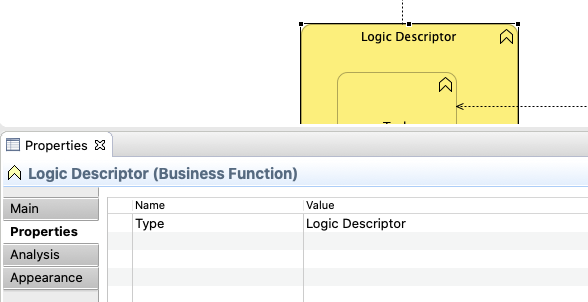 Logic Descriptor
Properties
Logic Descriptor (Business Function)
Main
Properties
Analysis
Appearance
Name Value
Type Logic Descriptor